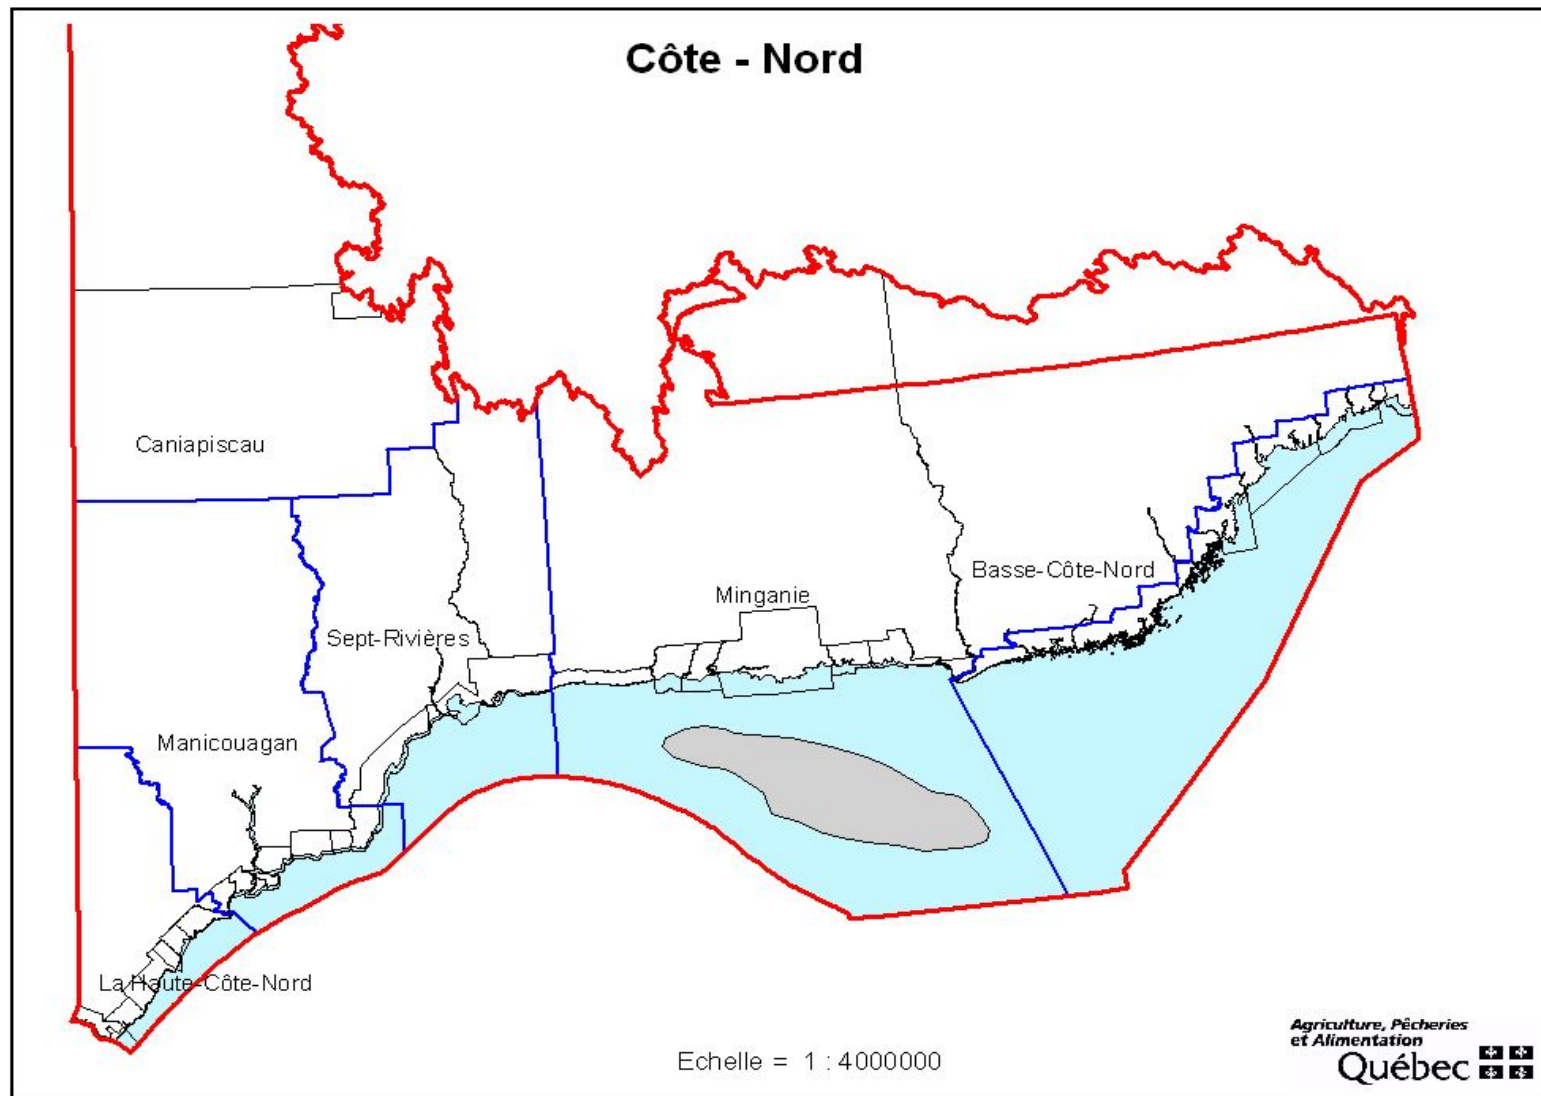 Côte - Nord
Caniapiscau
Basse-Côte-Nord
Minganie
Sept-Rivières
Manicouagan
La Haute-Côte-Nord
Echelle = 1 : 4000000
Agriculture, Pêcheries
et Alimentation
Québec